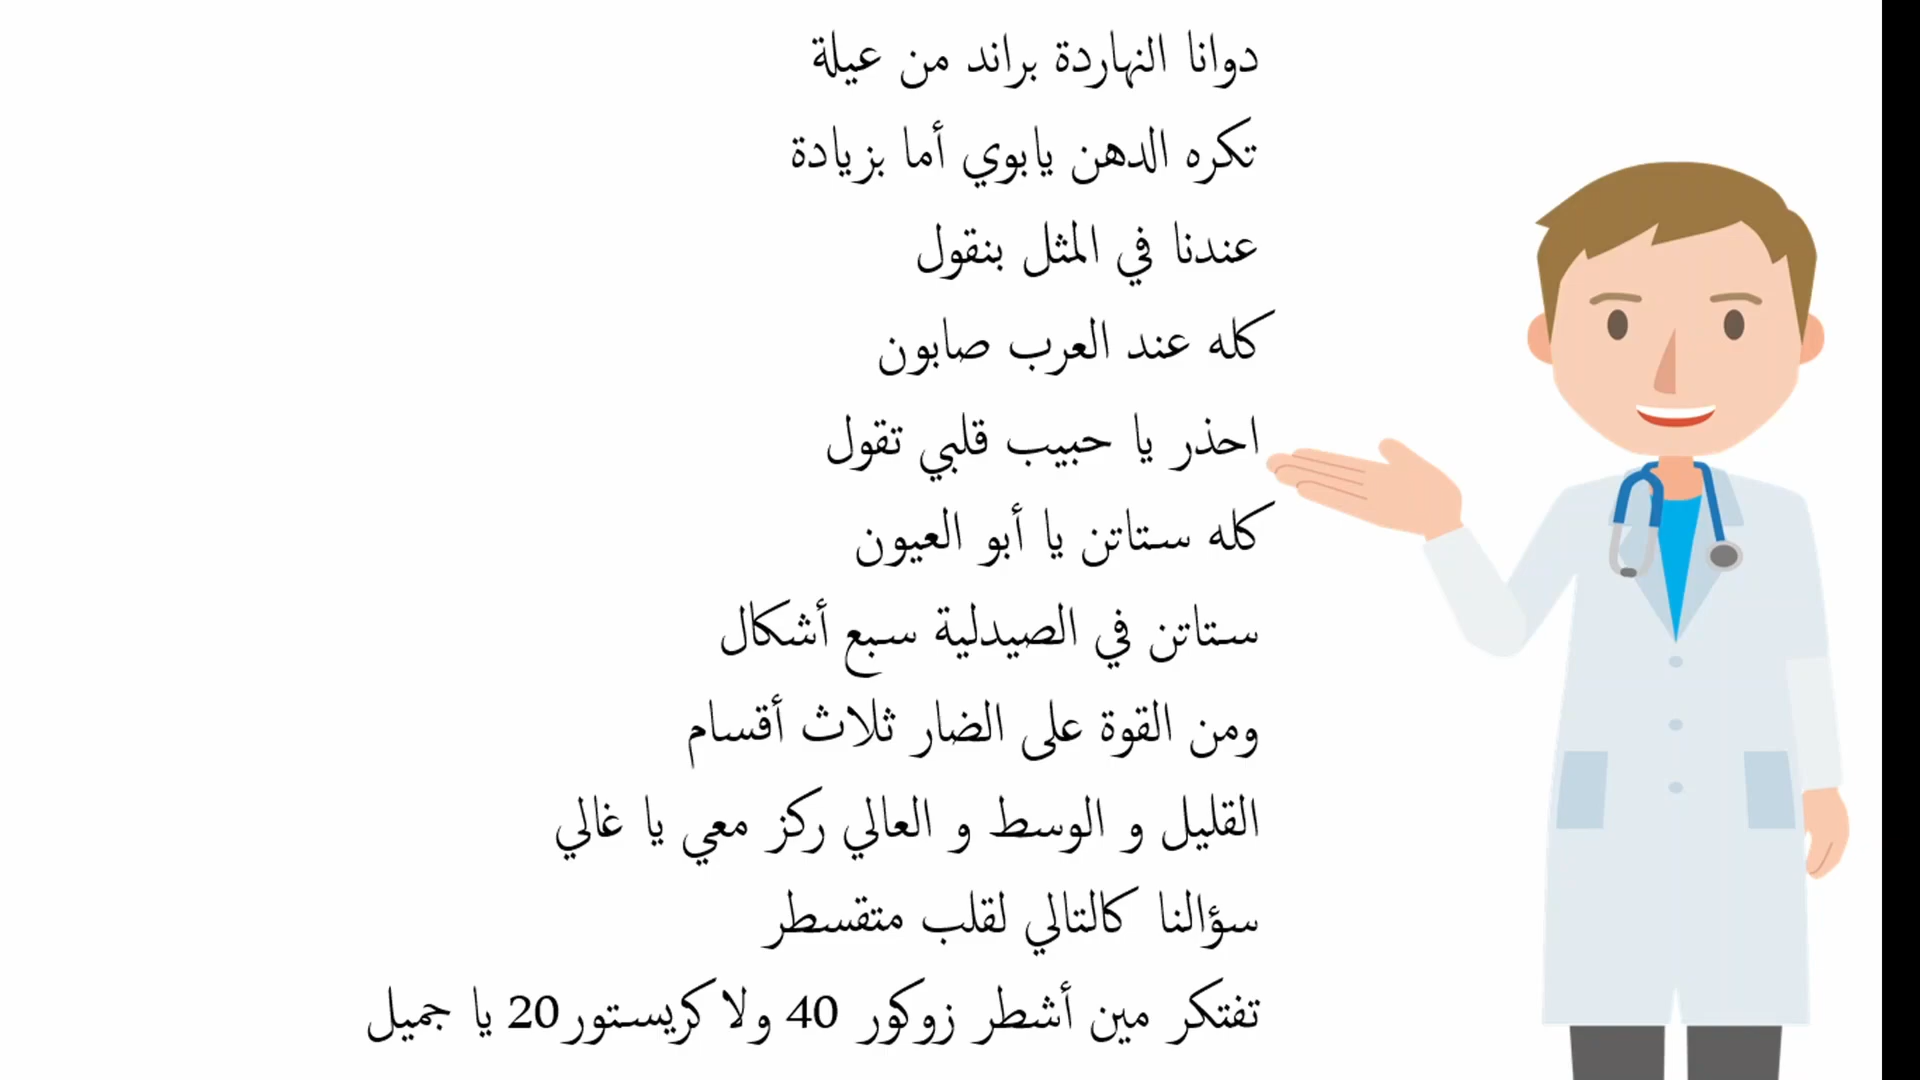 دوانا النهاردة براند من عيلة
تكره الدهن يابوي أما بزيادة
عندنا في المثل بنقول
كله عند العرب صابون
احذر يا حبيب قلبي تقول
كله ستاتن يا أبو العيون
ستاتن في الصيدلية سبع أشكال
ومن القوة على الضار ثلاث أقسام
القليل و الوسط و العالي ركز معي يا غالي
سؤالنا كالتالي لقلب متقسطر
تفتكر مين أشطر زوكور 40 ولا كريستور20 يا جميل